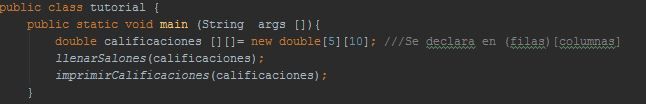 public class tutorial {
public static void main (String args []){
double calificaciones [][]= new double[5][10]; ///Se declara en (filas)[columnas]
llenarSalones(calificaciones);
imprimirCalificaciones(calificaciones);
}